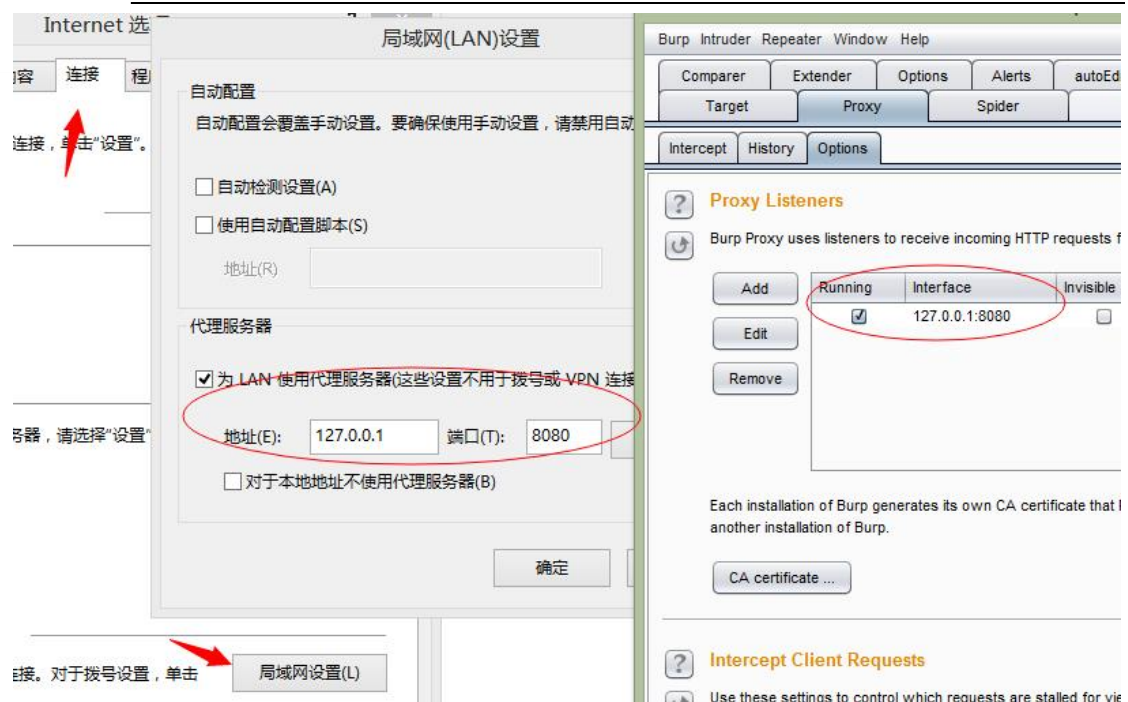 Internet 选
容 连接 程
连接，单击“设置”。
务器，请选择“设置”
连接。对于拨号设置，单击
局域网设置(L)
局域网(LAN)设置
自动配置
自动配置会覆盖手动设置。要确保使用手动设置，请禁用自动
自动检测设置(A)
使用自动配置脚本(S)
地址(R)
代理服务器
为 LAN 使用代理服务器(这些设置不用于拨号或 VPN 连接
地址(E): 127.0.0.1 端口(T): 8080
对于本地地址不使用代理服务器(B)
确定
Burp Intruder Repeater Window Help
Comparer Extender Options Alerts autoEdi
Target Proxy Spider
Intercept History Options
Proxy Listeners
Burp Proxy uses listeners to receive incoming HTTP requests f
Add
Edit
Remove
Running Interface Invisible
127.0.0.1:8080
Each installation of Burp generates its own CA certificate that
another installation of Burp.
CA certificate ...
Intercept Client Requests
Use these settings to control which requests are stalled for vie